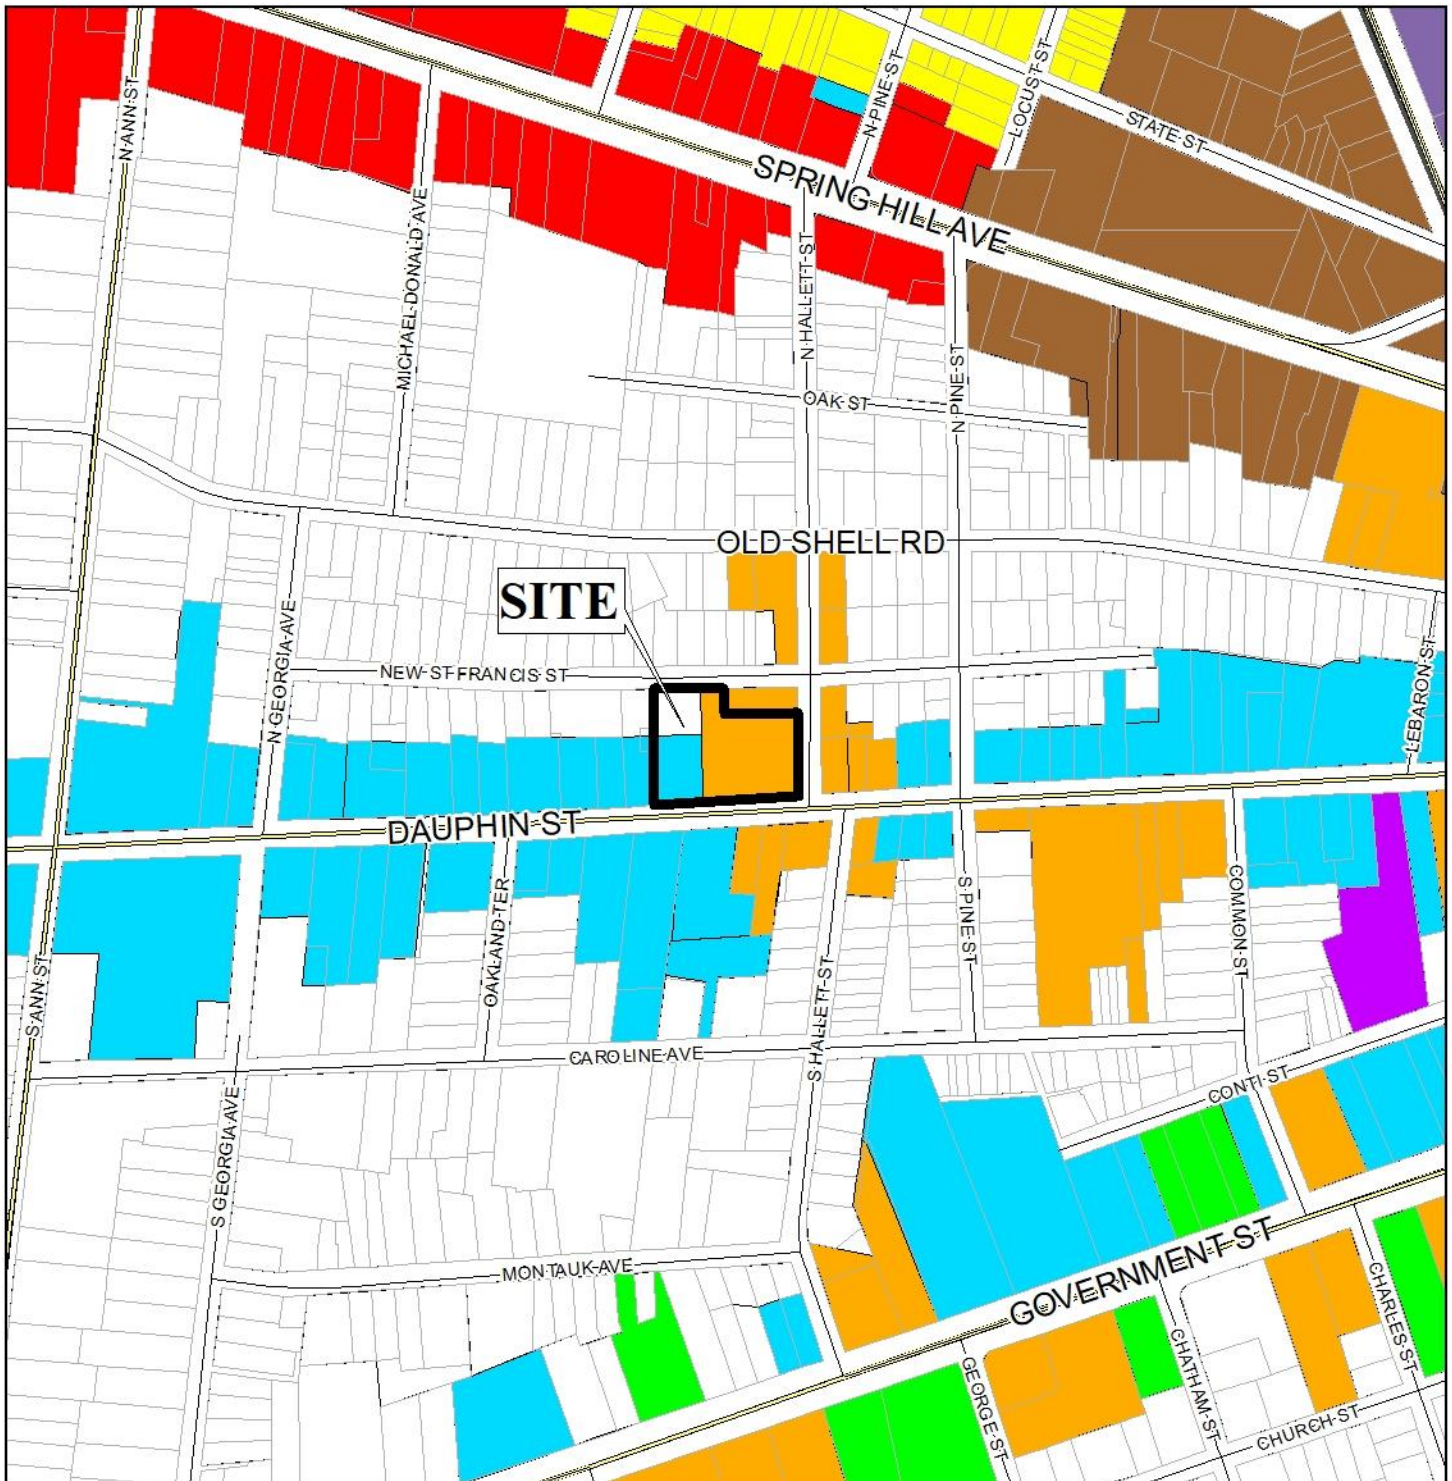 N ANN ST
N PINE ST
LOCUST ST
STATE ST
SPRING HILL AVE
MICHAEL DONALD AVE
N HALLETT ST
N PINE ST
OAK ST
OLD SHELL RD
SITE
N GEORGIA AVE
NEW ST FRANCIS ST
LEBARON ST
DAUPHIN ST
S ANN ST
OAKLAND TER
S PINE ST
COMMON ST
S HALLETT ST
CAROLINE AVE
CONTI ST
S GEORGIA AVE
MONTAUK AVE
GOVERNMENT ST
CHARLES ST
GEORGE ST
CHATHAM ST
CHURCH ST